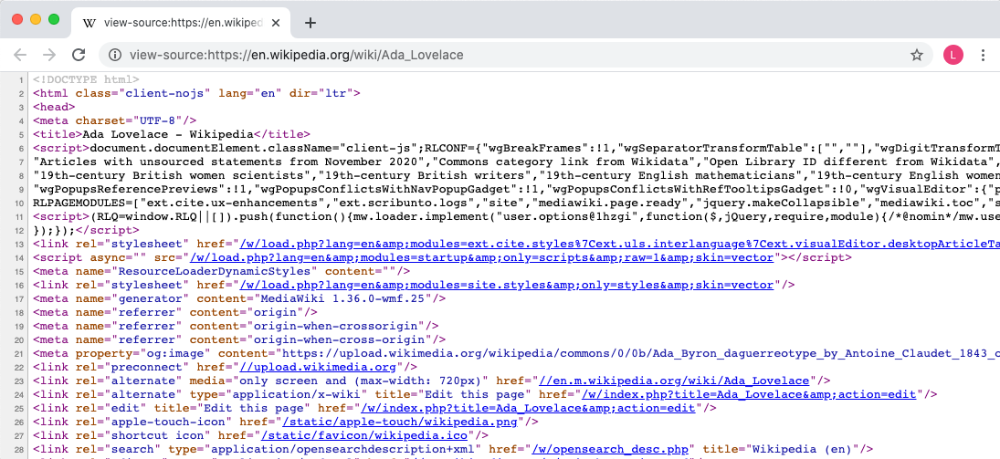 W view-source:https://en.wikiped
view-source:https://en.wikipedia.org/wiki/Ada_Lovelace L
1 <!DOCTYPE html>
2 <html class="client-nojs" lang="en" dir="ltr">
3 <head>
4 <meta charset="UTF-8"/>
5 <title>Ada Lovelace - Wikipedia</title>
6 <script>document.documentElement.className="client-js";RLCONF={"wgBreakFrames":!1,"wgSeparatorTransformTable":["",""],"wgDigitTransformT
7 "Articles with unsourced statements from November 2020","Commons category link from Wikidata","Open Library ID different from Wikidata",
8 "19th-century British women scientists","19th-century British writers","19th-century English mathematicians","19th-century English women
9 "wgPopupsReferencePreviews":!1,"wgPopupsConflictsWithNavPopupGadget":!1,"wgPopupsConflictsWithRefTooltipsGadget":!0,"wgVisualEditor":{"p
10 RLPAGEMODULES=["ext.cite.ux-enhancements","ext.scribunto.logs","site","mediawiki.page.ready","jquery.makeCollapsible","mediawiki.toc","s
11 <script>(RLQ=window.RLQ||[]).push(function(){mw.loader.implement("user.options@1hzgi",function($,jQuery,require,module){/*@nomin*/mw.use
12 });});</script>
13 <link rel="stylesheet" href="/w/load.php?lang=en&amp;modules=ext.cite.styles%7Cext.uls.interlanguage%7Cext.visualEditor.desktopArticleTa
14 <script async="" src="/w/load.php?lang=en&amp;modules=startup&amp;only=scripts&amp;raw=1&amp;skin=vector"></script>
15 <meta name="ResourceLoaderDynamicStyles" content=""/>
16 <link rel="stylesheet" href="/w/load.php?lang=en&amp;modules=site.styles&amp;only=styles&amp;skin=vector"/>
17 <meta name="generator" content="MediaWiki 1.36.0-wmf.25"/>
18 <meta name="referrer" content="origin"/>
19 <meta name="referrer" content="origin-when-crossorigin"/>
20 <meta name="referrer" content="origin-when-cross-origin"/>
21 <meta property="og:image" content="https://upload.wikimedia.org/wikipedia/commons/0/0b/Ada_Byron_daguerreotype_by_Antoine_Claudet_1843_o
22 <link rel="preconnect" href="//upload.wikimedia.org"/>
23 <link rel="alternate" media="only screen and (max-width: 720px)" href="//en.m.wikipedia.org/wiki/Ada_Lovelace"/>
24 <link rel="alternate" type="application/x-wiki" title="Edit this page" href="/w/index.php?title=Ada_Lovelace&amp;action=edit"/>
25 <link rel="edit" title="Edit this page" href="/w/index.php?title=Ada_Lovelace&amp;action=edit"/>
26 <link rel="apple-touch-icon" href="/static/apple-touch/wikipedia.png"/>
27 <link rel="shortcut icon" href="/static/favicon/wikipedia.ico"/>
28 <link rel="search" type="application/opensearchdescription+xml" href="/w/opensearch_desc.php" title="Wikipedia (en)"/>